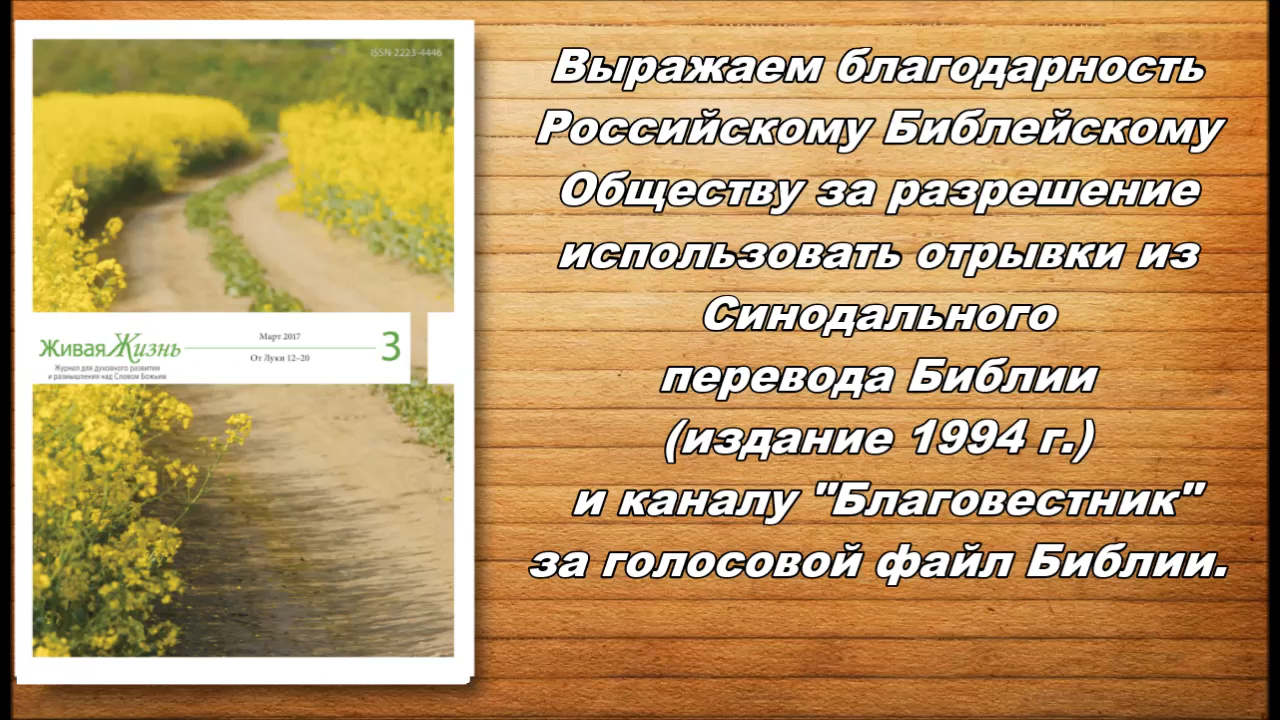 ISSN 2223-4446
Живая Жизнь
Журнал для духовного развития
и размышления над Словом Божьим
Март 2017
От Луки 12–20
3
Выражаем благодарность
Российскому Библейскому
Обществу за разрешение
использовать отрывки из
Синодального
перевода Библии
(издание 1994 г.)
и каналу "Благовестник"
за голосовой файл Библии.